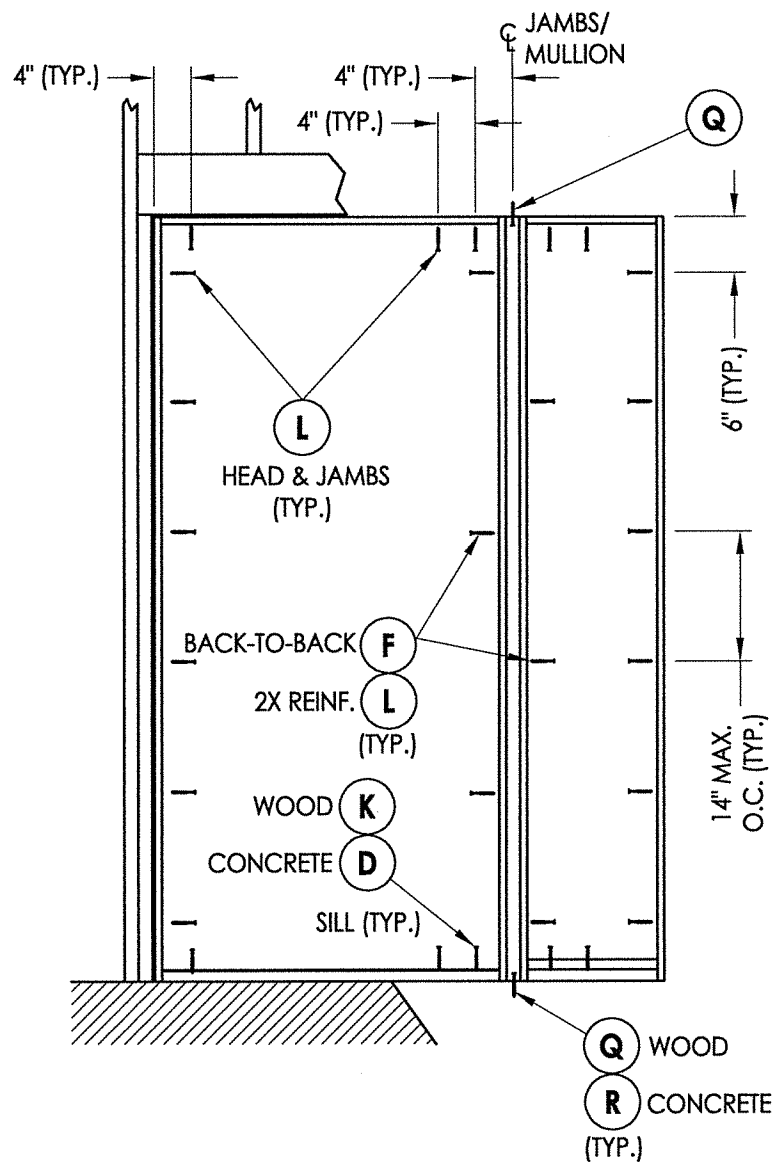 ℄ JAMBS/
MULLION
4" (TYP.)
4" (TYP.)
4" (TYP.)
Q
6" (TYP.)
L
HEAD & JAMBS
(TYP.)
BACK-TO-BACK F
2X REINF. L
(TYP.)
14" MAX.
O.C. (TYP.)
WOOD K
CONCRETE D
SILL (TYP.)
Q WOOD
R CONCRETE
(TYP.)